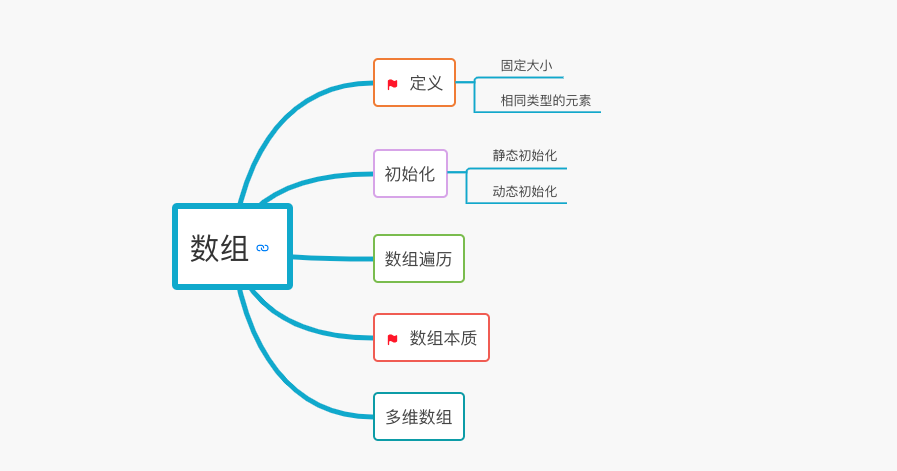 数组
定义
固定大小
相同类型的元素
初始化
静态初始化
动态初始化
数组遍历
数组本质
多维数组